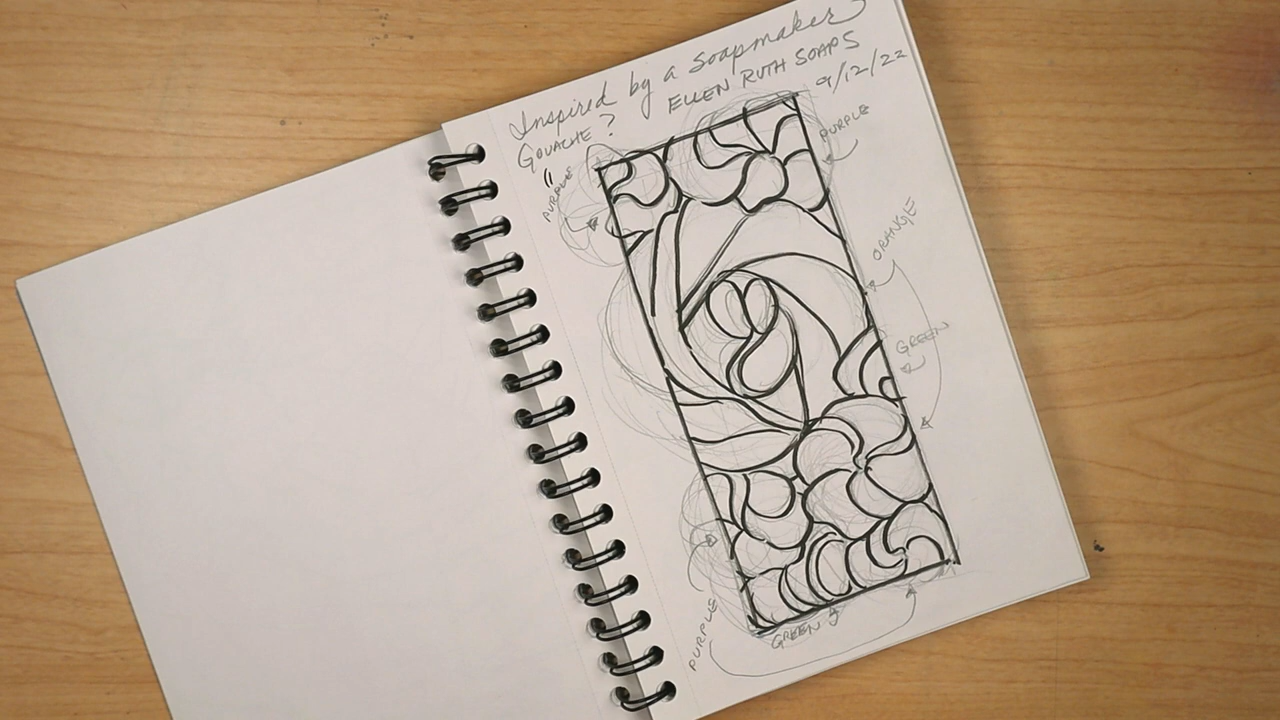 Inspired by a soapmaker
ELLEN RUTH SOAPS
GOUACHE?
9/12/22
PURPLE
PURPLE
ORANGE
GREEN
PURPLE
GREEN